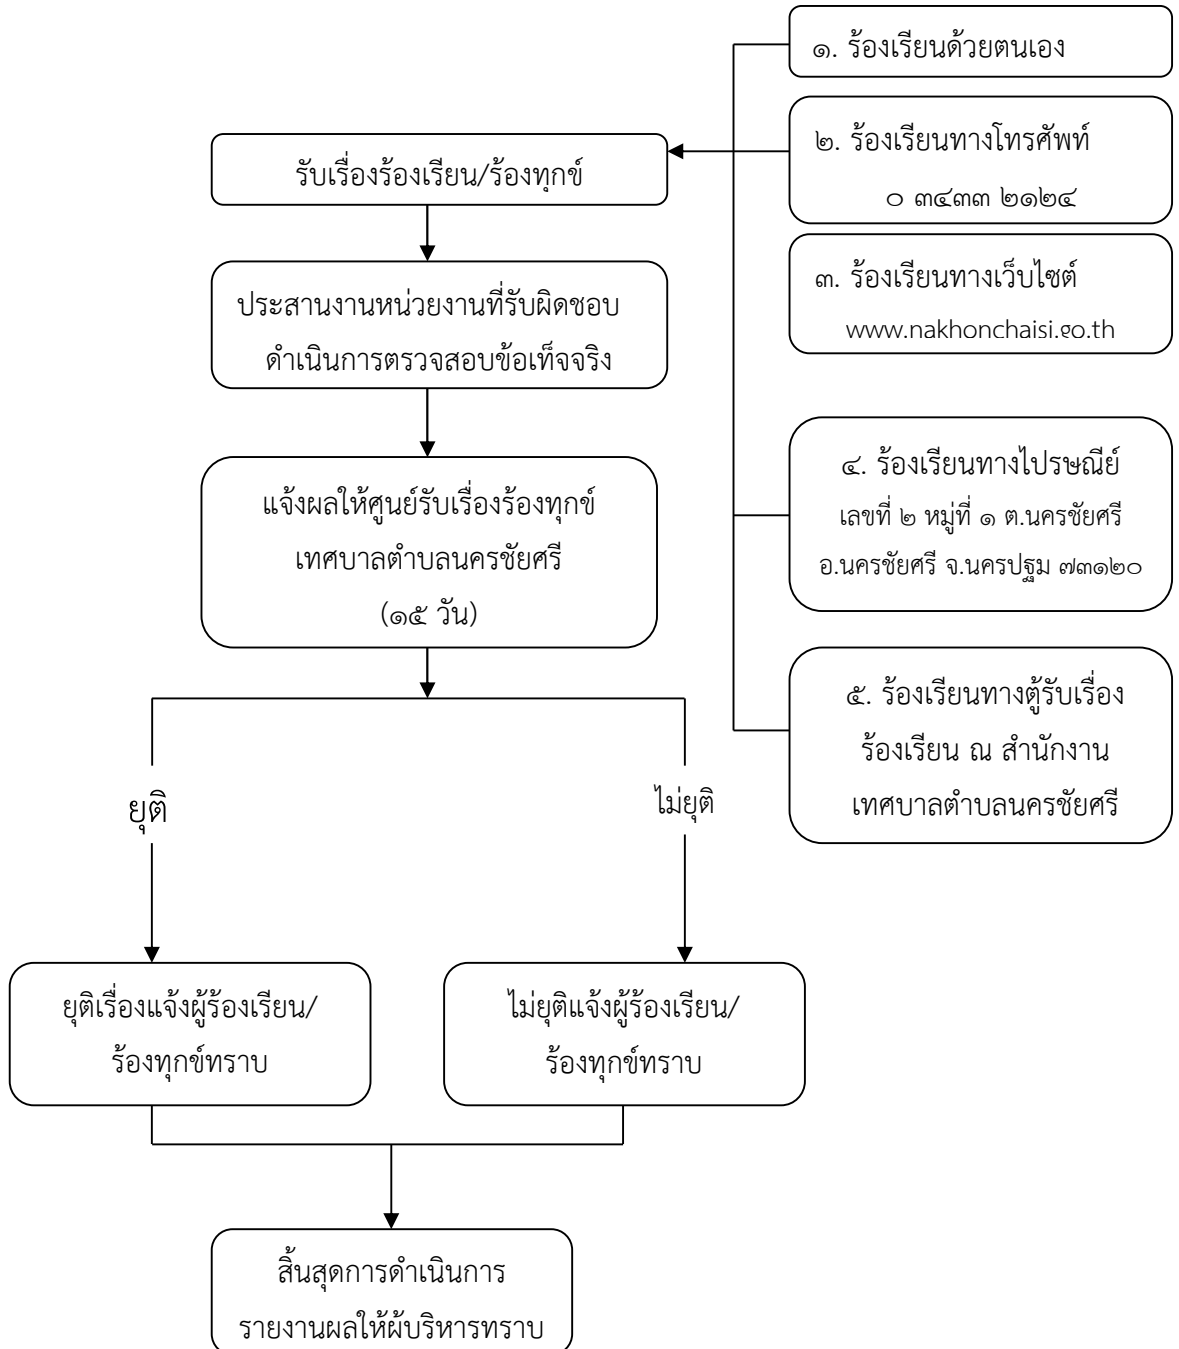 ๑. ร้องเรียนด้วยตนเอง
๒. ร้องเรียนทางโทรศัพท์
๐ ๓๔๓๓ ๒๑๒๔
๓. ร้องเรียนทางเว็บไซต์
www.nakhonchaisi.go.th
๔. ร้องเรียนทางไปรษณีย์
เลขที่ ๒ หมู่ที่ ๑ ต.นครชัยศรี
อ.นครชัยศรี จ.นครปฐม ๗๓๑๒๐
๕. ร้องเรียนทางตู้รับเรื่อง
ร้องเรียน ณ สำนักงาน
เทศบาลตำบลนครชัยศรี
รับเรื่องร้องเรียน/ร้องทุกข์
ประสานงานหน่วยงานที่รับผิดชอบ
ดำเนินการตรวจสอบข้อเท็จจริง
แจ้งผลให้ศูนย์รับเรื่องร้องทุกข์
เทศบาลตำบลนครชัยศรี
(๑๕ วัน)
ยุติ
ไม่ยุติ
ยุติเรื่องแจ้งผู้ร้องเรียน/
ร้องทุกข์ทราบ
ไม่ยุติแจ้งผู้ร้องเรียน/
ร้องทุกข์ทราบ
สิ้นสุดการดำเนินการ
รายงานผลให้ผู้บริหารทราบ